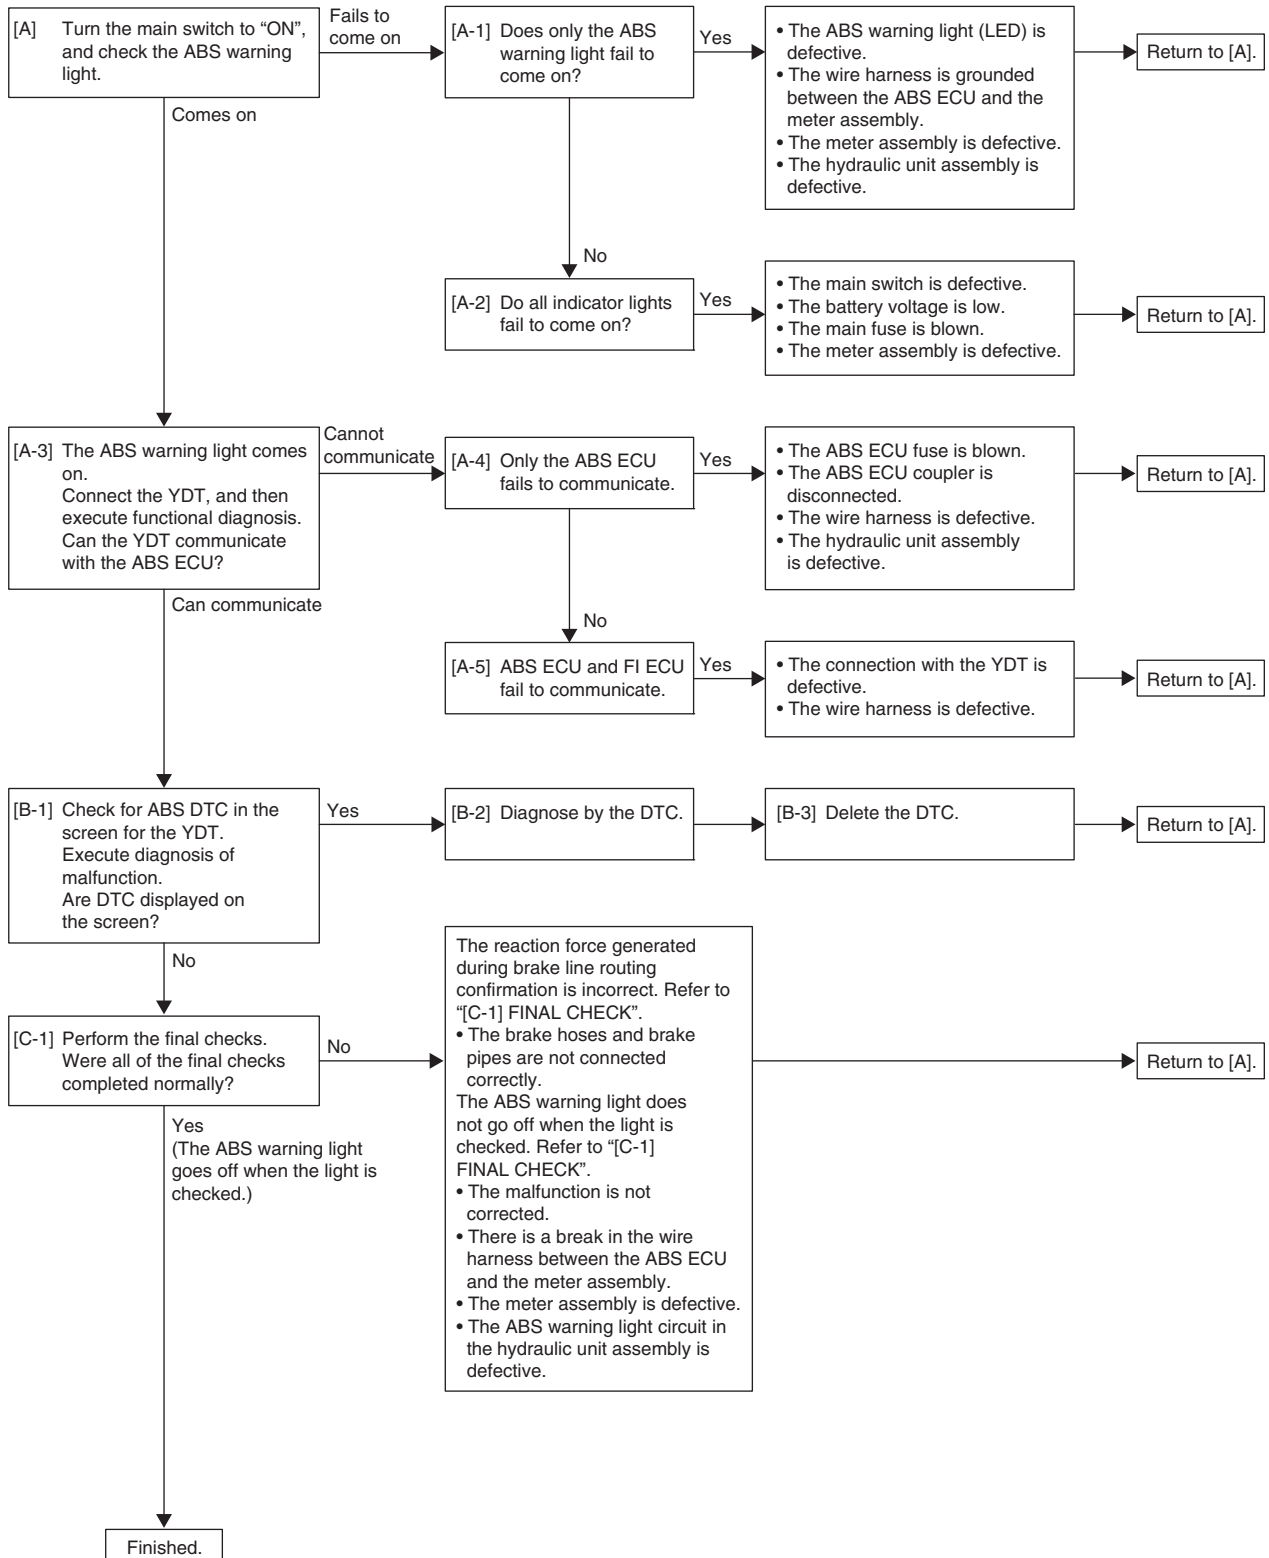 [A] Turn the main switch to “ON”,
and check the ABS warning
light.
Fails to
come on
[A-1] Does only the ABS
warning light fail to
come on?
Yes
• The ABS warning light (LED) is
defective.
• The wire harness is grounded
between the ABS ECU and the
meter assembly.
• The meter assembly is defective.
• The hydraulic unit assembly is
defective.
Return to [A].
Comes on
No
[A-2] Do all indicator lights
fail to come on?
Yes
• The main switch is defective.
• The battery voltage is low.
• The main fuse is blown.
• The meter assembly is defective.
Return to [A].
[A-3] The ABS warning light comes
on.
Connect the YDT, and then
execute functional diagnosis.
Can the YDT communicate
with the ABS ECU?
Cannot
communicate
[A-4] Only the ABS ECU
fails to communicate.
Yes
• The ABS ECU fuse is blown.
• The ABS ECU coupler is
disconnected.
• The wire harness is defective.
• The hydraulic unit assembly
is defective.
Return to [A].
Can communicate
No
[A-5] ABS ECU and FI ECU
fail to communicate.
Yes
• The connection with the YDT is
defective.
• The wire harness is defective.
Return to [A].
[B-1] Check for ABS DTC in the
screen for the YDT.
Execute diagnosis of
malfunction.
Are DTC displayed on
the screen?
Yes
[B-2] Diagnose by the DTC.
[B-3] Delete the DTC.
Return to [A].
No
[C-1] Perform the final checks.
Were all of the final checks
completed normally?
No
The reaction force generated
during brake line routing
confirmation is incorrect. Refer to
“[C-1] FINAL CHECK”.
• The brake hoses and brake
pipes are not connected
correctly.
The ABS warning light does
not go off when the light is
checked. Refer to “[C-1]
FINAL CHECK”.
• The malfunction is not
corrected.
• There is a break in the wire
harness between the ABS ECU
and the meter assembly.
• The meter assembly is defective.
• The ABS warning light circuit in
the hydraulic unit assembly is
defective.
Return to [A].
Yes
(The ABS warning light
goes off when the light is
checked.)
Finished.